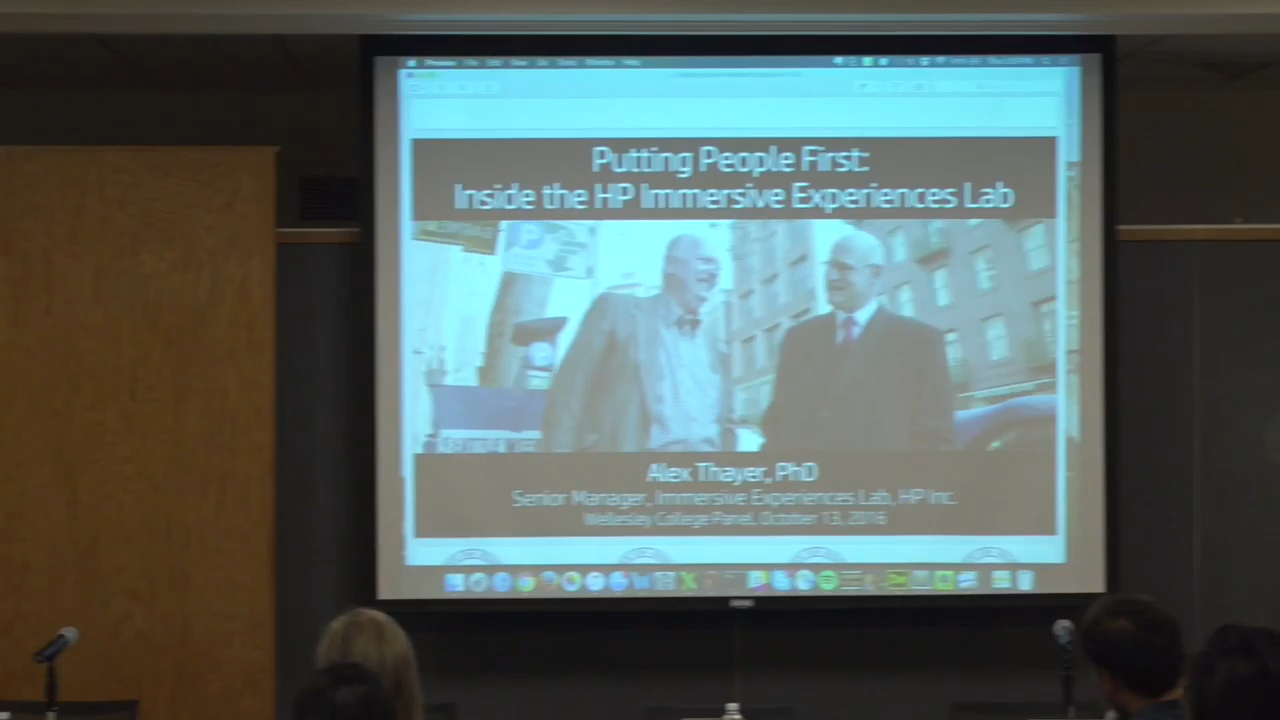 Putting People First:
Inside the HP Immersive Experiences Lab
P
Alex Thayer, PhD
Senior Manager, Immersive Experiences Lab, HP Inc.
Wellesley College Panel, October 13, 2016